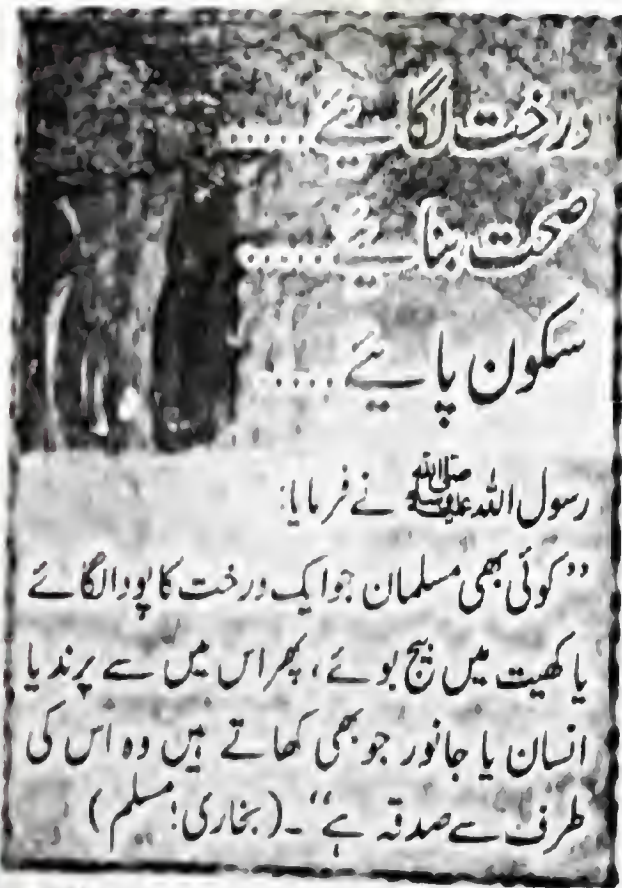 درخت لگایئے.....
صحت بنایئے.....
سکون پایئے....
رسول اللہ ﷺ نے فرمایا:
”کوئی بھی مسلمان جو ایک درخت کا پودا لگائے
یا کھیت میں بیج بوئے، پھر اس میں سے پرند یا
انسان یا جانور جو بھی کھاتے ہیں وہ اس کی
طرف سے صدقہ ہے“۔ (بخاری؛ مسلم)